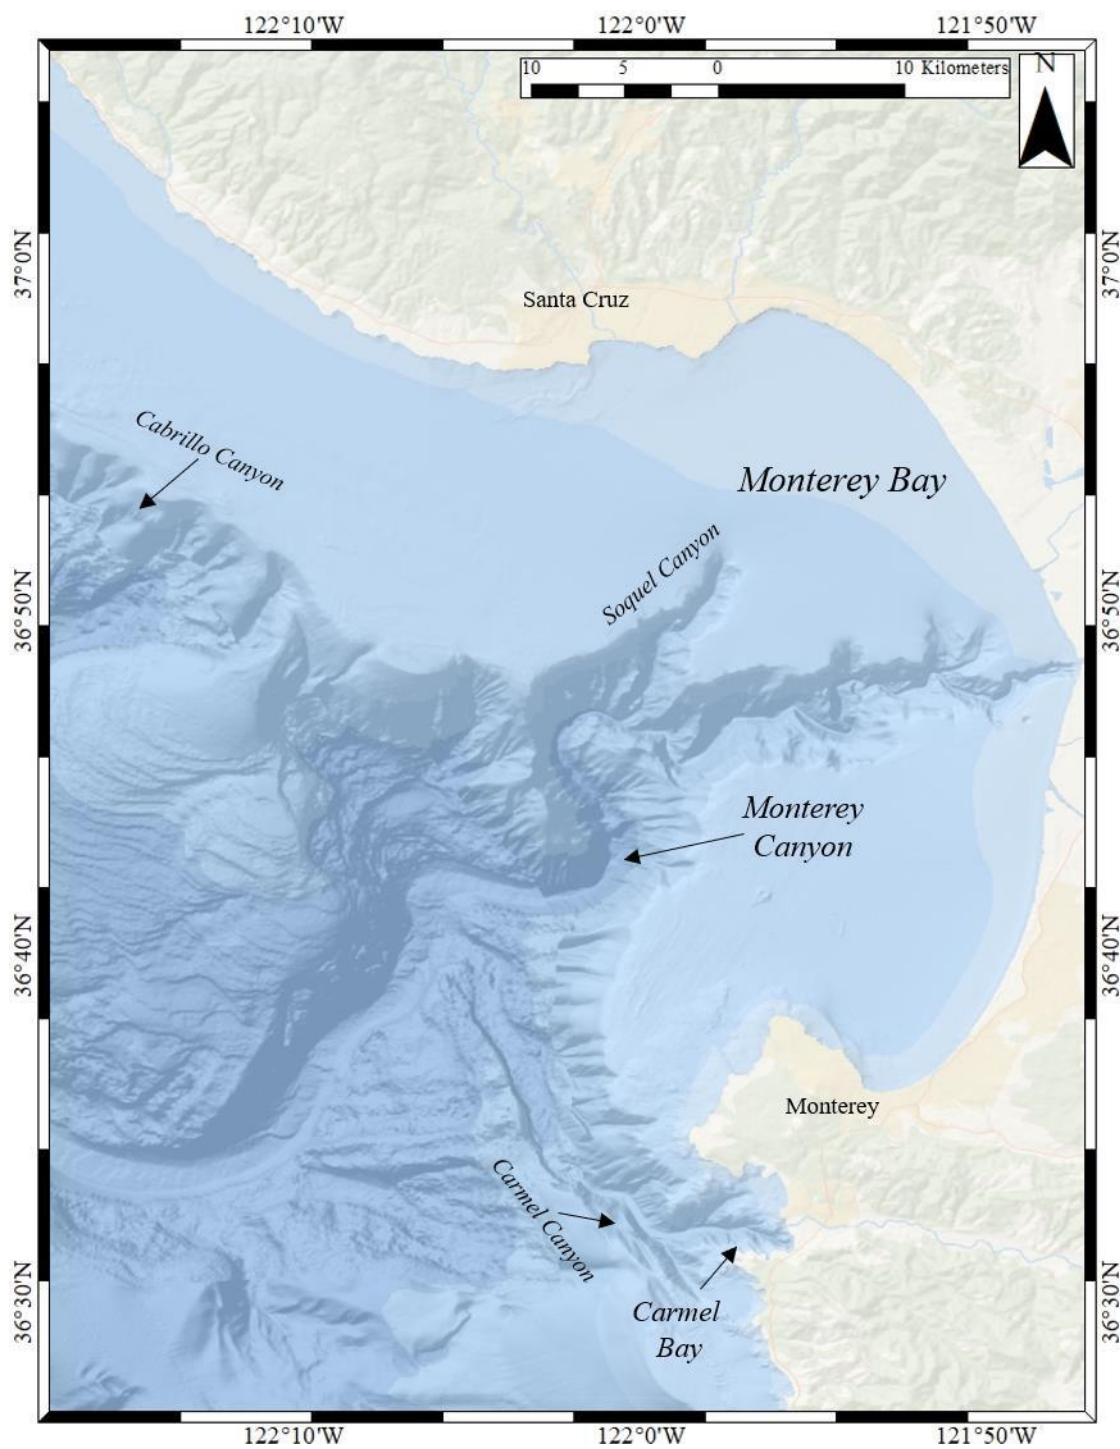 122°10'W 122°0'W 121°50'W
10 5 0 10 Kilometers
N
37°0'N 37°0'N
Santa Cruz
Cabrillo Canyon
Monterey Bay
Soquel Canyon
36°50'N 36°50'N
Monterey
Canyon
36°40'N 36°40'N
Monterey
Carmel Canyon
36°30'N 36°30'N
Carmel
Bay
122°10'W 122°0'W 121°50'W